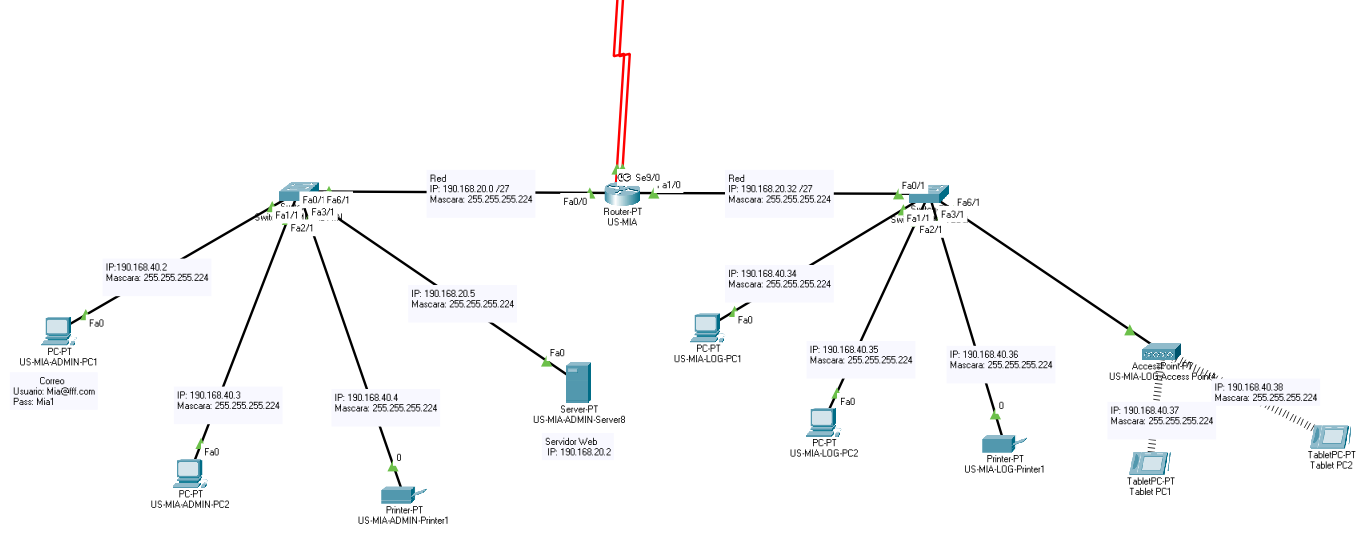 Red
IP: 190.168.20.0 /27
Mascara: 255.255.255.224
Fa0/0
Se9/0
a1/0
Router-PT
US-MIA
Red
IP: 190.168.20.32 /27
Mascara: 255.255.255.224
Fa0/1
Fa6/1
Fa1/1
Fa3/1
Fa2/1
Fa0/1
Fa6/1
Fa1/1
Fa3/1
Fa2/1
IP:190.168.40.2
Mascara: 255.255.255.224
Fa0
PC-PT
US-MIA-ADMIN-PC1
Correo
Usuario: Mia@fff.com
Pass: Mia1
IP: 190.168.40.3
Mascara: 255.255.255.224
Fa0
PC-PT
US-MIA-ADMIN-PC2
IP: 190.168.40.4
Mascara: 255.255.255.224
0
Printer-PT
US-MIA-ADMIN-Printer1
IP: 190.168.20.5
Mascara: 255.255.255.224
Fa0
Server-PT
US-MIA-ADMIN-Server8
Servidor Web
IP: 190.168.20.2
IP: 190.168.40.34
Mascara: 255.255.255.224
Fa0
PC-PT
US-MIA-LOG-PC1
IP: 190.168.40.35
Mascara: 255.255.255.224
Fa0
PC-PT
US-MIA-LOG-PC2
IP: 190.168.40.36
Mascara: 255.255.255.224
0
Printer-PT
US-MIA-LOG-Printer1
AccessPoint-PT
US-MIA-LOG-Access Point
IP: 190.168.40.37
Mascara: 255.255.255.224
TabletPC-PT
Tablet PC1
IP: 190.168.40.38
Mascara: 255.255.255.224
TabletPC-PT
Tablet PC2